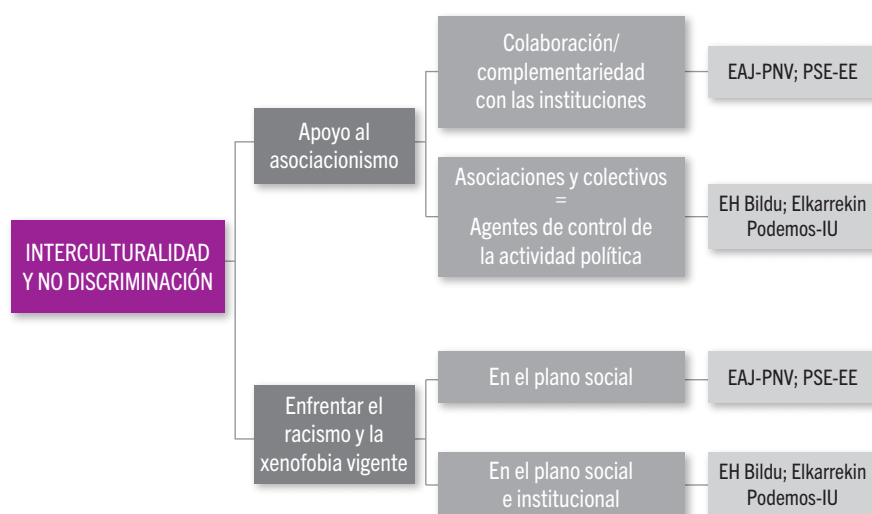 INTERCULTURALIDAD
Y NO DISCRIMINACIÓN
Apoyo al
asociacionismo
Colaboración/
complementariedad
con las instituciones
EAJ-PNV; PSE-EE
Asociaciones y colectivos
=
Agentes de control de
la actividad política
EH Bildu; Elkarrekin
Podemos-IU
Enfrentar el
racismo y la
xenofobia vigente
En el plano social
EAJ-PNV; PSE-EE
En el plano social
e institucional
EH Bildu; Elkarrekin
Podemos-IU